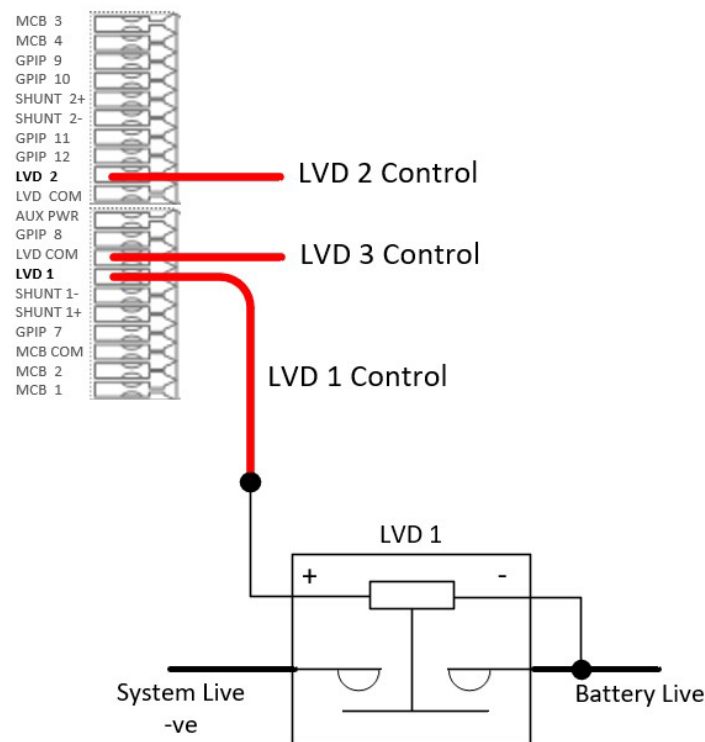 MCB 3
MCB 4
GPIP 9
GPIP 10
SHUNT 2+
SHUNT 2-
GPIP 11
GPIP 12
LVD 2
LVD COM
AUX PWR
GPIP 8
LVD COM
LVD 1
SHUNT 1-
SHUNT 1+
GPIP 7
MCB COM
MCB 2
MCB 1
LVD 2 Control
LVD 3 Control
LVD 1 Control
LVD 1
+ -
System Live
-ve
Battery Live